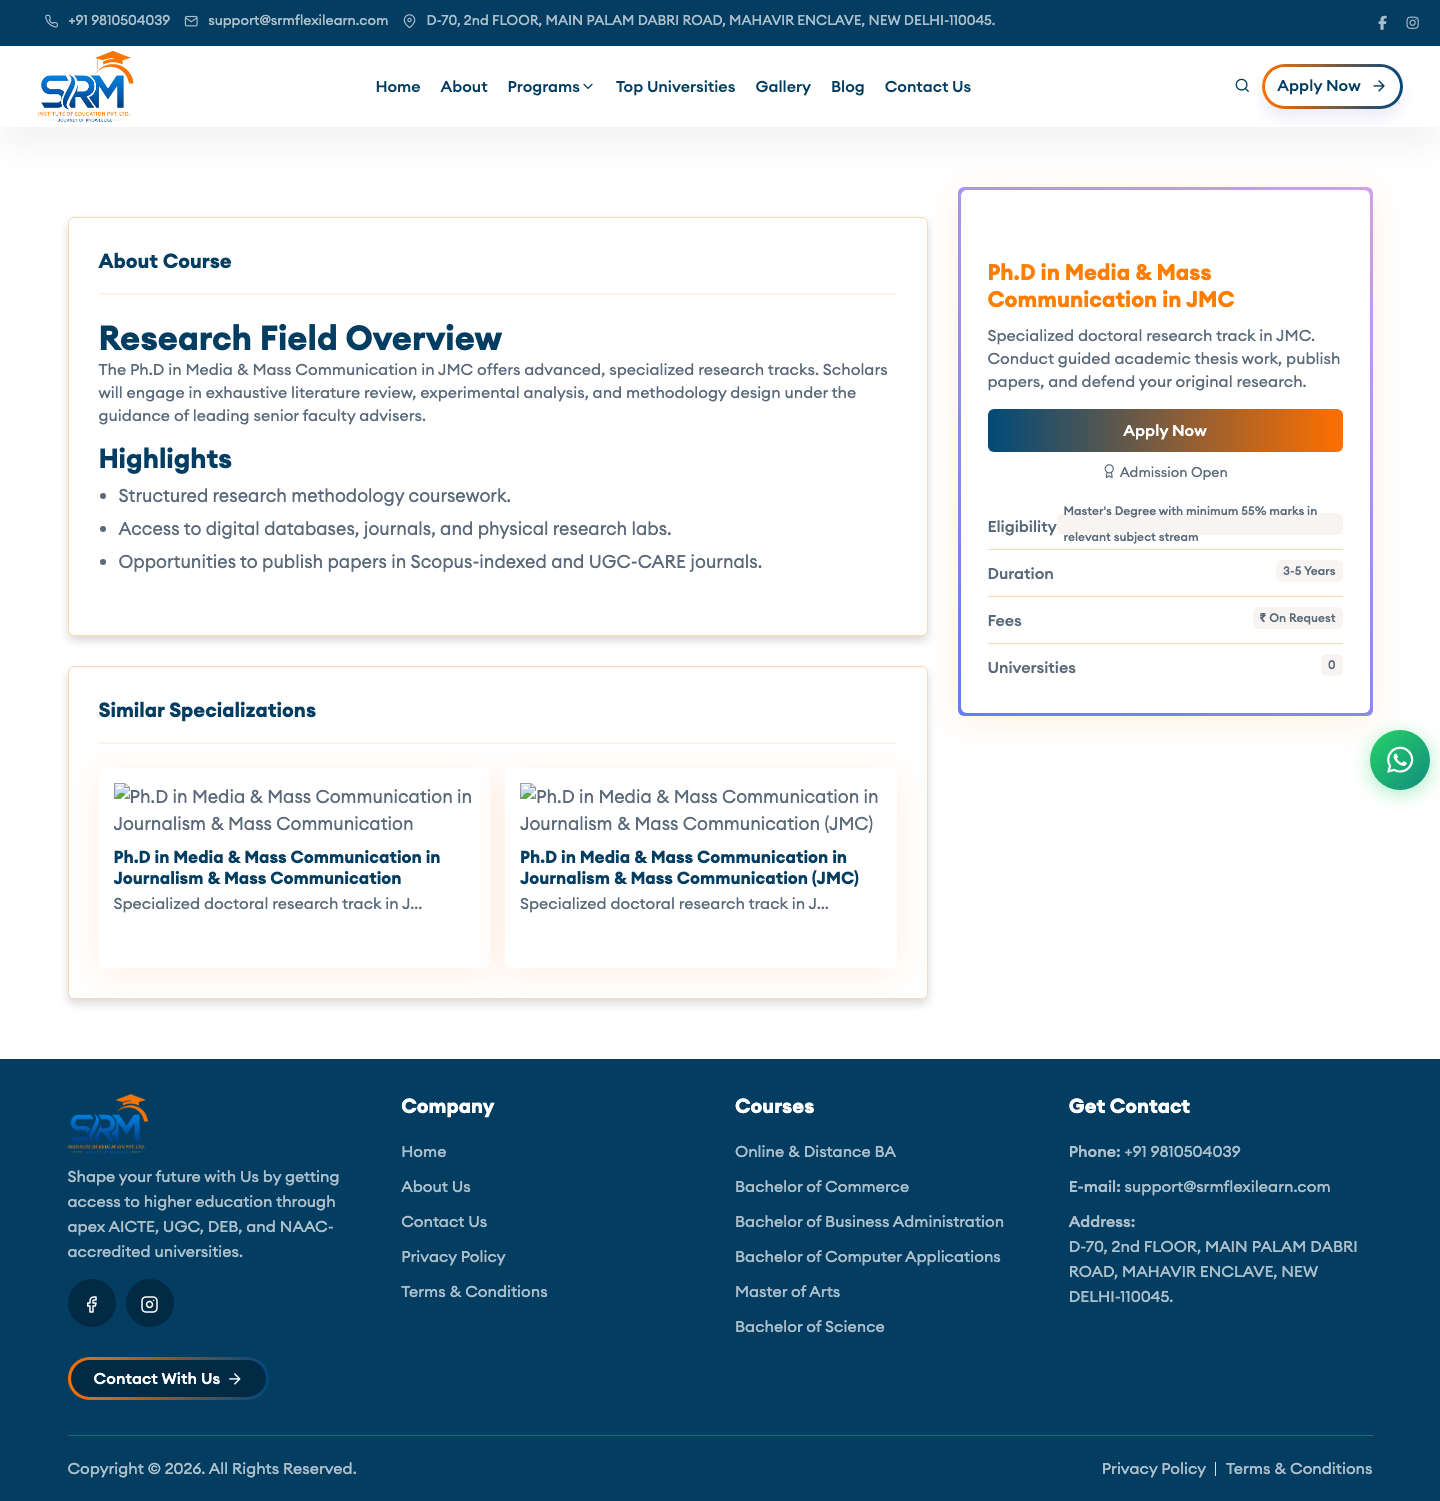 +91 9810504039 support@srmflexilearn.com D-70, 2nd FLOOR, MAIN PALAM DABRI ROAD, MAHAVIR ENCLAVE, NEW DELHI-110045.
SRM
INSTITUTE OF EDUCATION PVT. LTD.
JOURNEY OF KNOWLEDGE
Home About Programs Top Universities Gallery Blog Contact Us
Apply Now
About Course
Research Field Overview
The Ph.D in Media & Mass Communication in JMC offers advanced, specialized research tracks. Scholars
will engage in exhaustive literature review, experimental analysis, and methodology design under the
guidance of leading senior faculty advisers.
Highlights
• Structured research methodology coursework.
• Access to digital databases, journals, and physical research labs.
• Opportunities to publish papers in Scopus-indexed and UGC-CARE journals.
Ph.D in Media & Mass
Communication in JMC
Specialized doctoral research track in JMC.
Conduct guided academic thesis work, publish
papers, and defend your original research.
Apply Now
Admission Open
Eligibility
Master's Degree with minimum 55% marks in
relevant subject stream
Duration 3-5 Years
Fees ₹ On Request
Universities 0
Similar Specializations
Ph.D in Media & Mass Communication in
Journalism & Mass Communication
Ph.D in Media & Mass Communication in
Journalism & Mass Communication
Specialized doctoral research track in J...
Ph.D in Media & Mass Communication in
Journalism & Mass Communication (JMC)
Ph.D in Media & Mass Communication in
Journalism & Mass Communication (JMC)
Specialized doctoral research track in J...
SRM
INSTITUTE OF EDUCATION PVT. LTD.
Shape your future with Us by getting
access to higher education through
apex AICTE, UGC, DEB, and NAAC-
accredited universities.
Contact With Us
Company
Home
About Us
Contact Us
Privacy Policy
Terms & Conditions
Courses
Online & Distance BA
Bachelor of Commerce
Bachelor of Business Administration
Bachelor of Computer Applications
Master of Arts
Bachelor of Science
Get Contact
Phone: +91 9810504039
E-mail: support@srmflexilearn.com
Address:
D-70, 2nd FLOOR, MAIN PALAM DABRI
ROAD, MAHAVIR ENCLAVE, NEW
DELHI-110045.
Copyright © 2026. All Rights Reserved.
Privacy Policy | Terms & Conditions